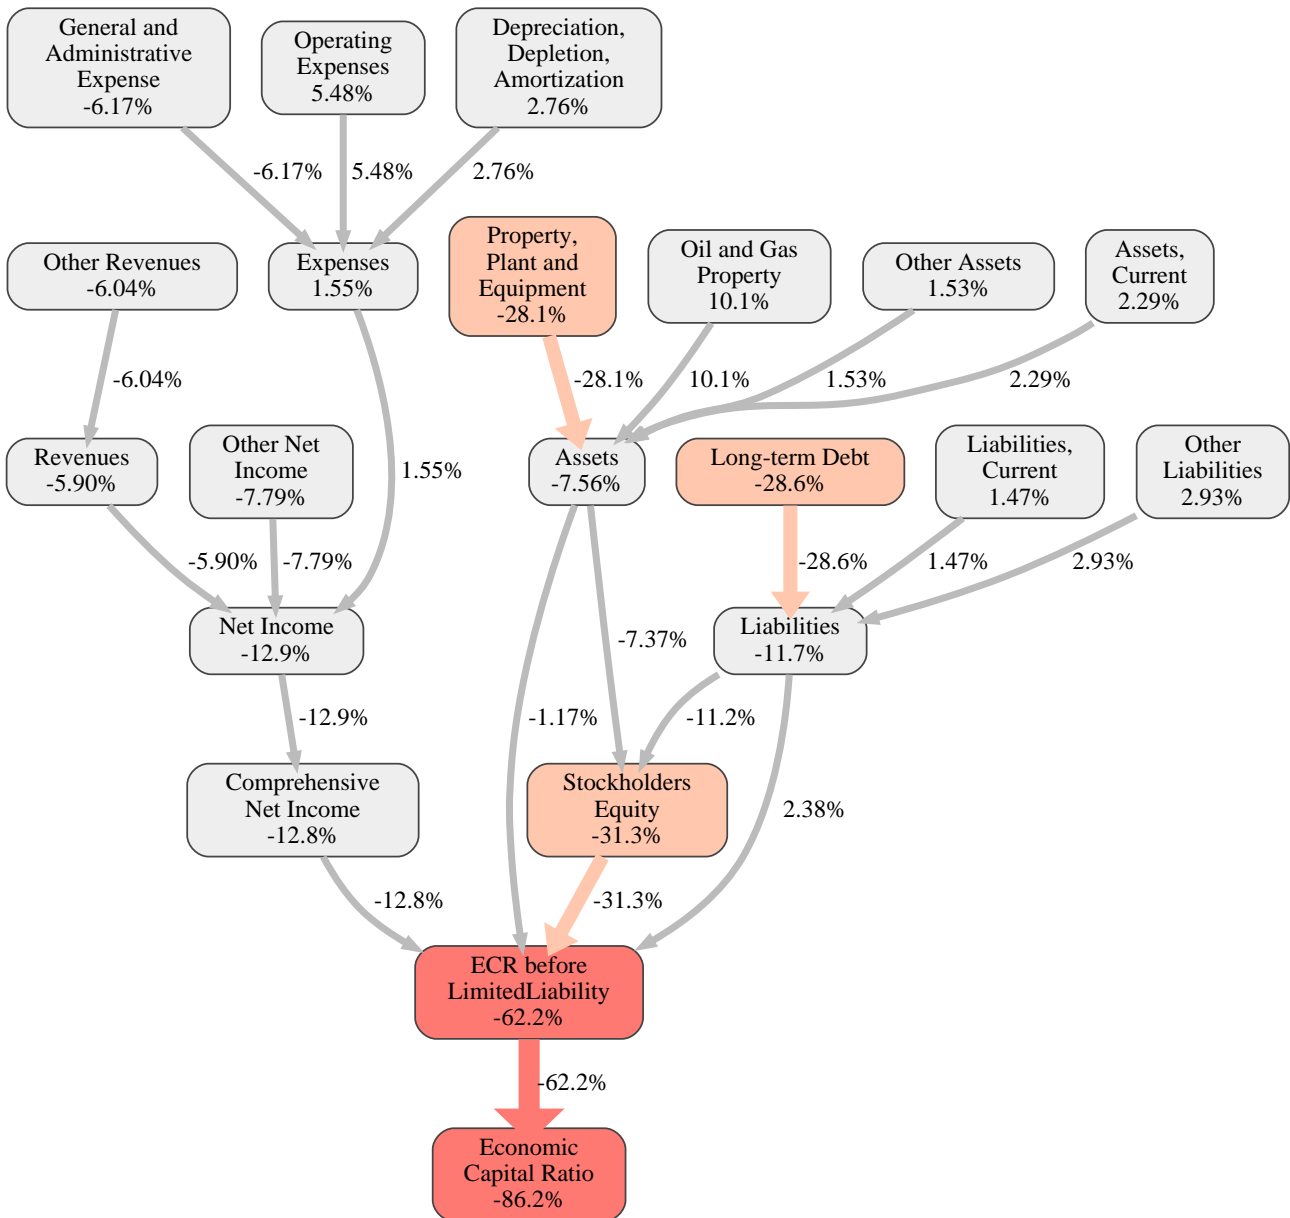 General and
Administrative
Expense
-6.17%
Operating
Expenses
5.48%
Depreciation,
Depletion,
Amortization
2.76%
-6.17%
5.48%
2.76%
Other Revenues
-6.04%
Expenses
1.55%
Property,
Plant and
Equipment
-28.1%
Oil and Gas
Property
10.1%
Other Assets
1.53%
Assets,
Current
2.29%
-6.04%
-28.1%
10.1%
1.53%
2.29%
Revenues
-5.90%
Other Net
Income
-7.79%
1.55%
Assets
-7.56%
Long-term Debt
-28.6%
Liabilities,
Current
1.47%
Other
Liabilities
2.93%
-5.90%
-7.79%
-28.6%
1.47%
2.93%
Net Income
-12.9%
-7.37%
Liabilities
-11.7%
-12.9%
-1.17%
-11.2%
Comprehensive
Net Income
-12.8%
Stockholders
Equity
-31.3%
2.38%
-12.8%
-31.3%
ECR before
LimitedLiability
-62.2%
-62.2%
Economic
Capital Ratio
-86.2%